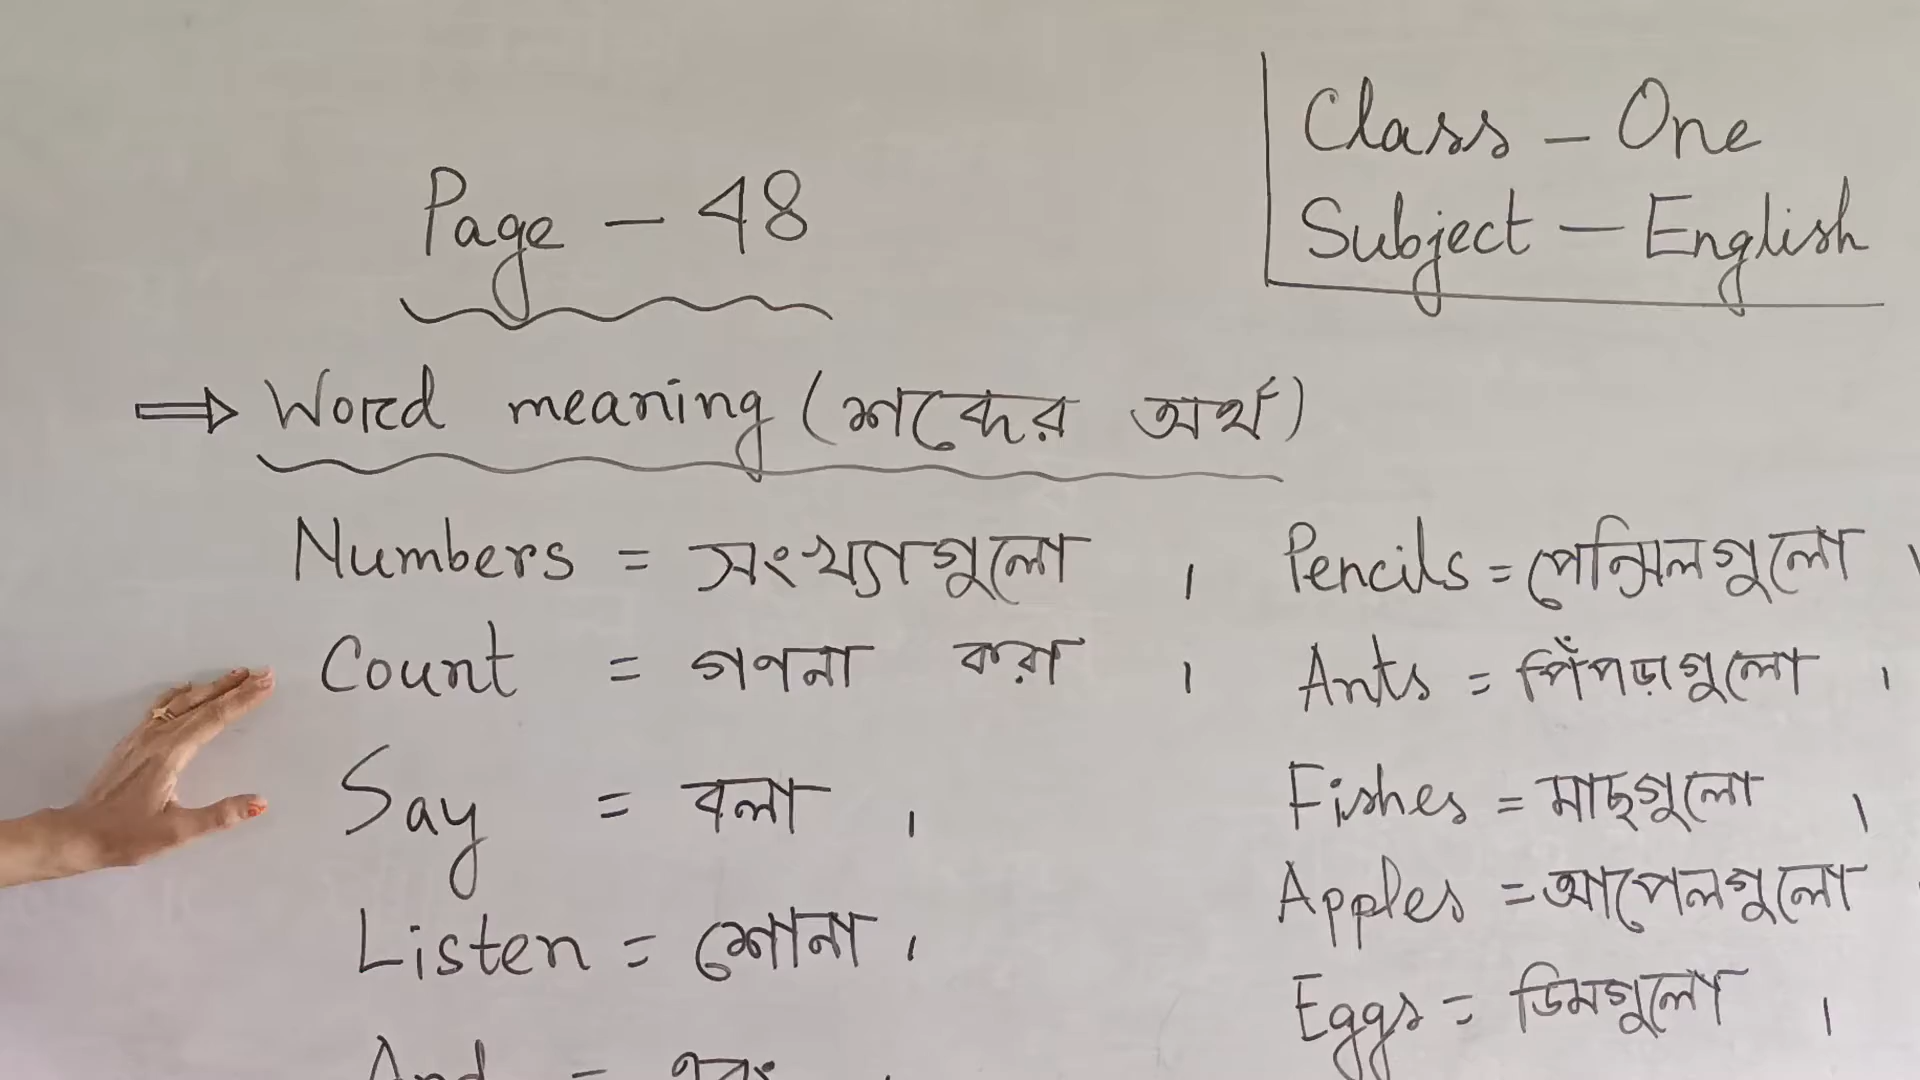 Class – One
Subject – English
Page – 48
⇒ Word meaning (শব্দের অর্থ)
Numbers = সংখ্যাগুলো ।
Count = গণনা করা ।
Say = বলা ।
Listen = শোনা ।
And = এবং
Pencils = পেন্সিলগুলো ।
Ants = পিঁপড়াগুলো ।
Fishes = মাছগুলো ।
Apples = আপেলগুলো
Eggs = ডিমগুলো ।